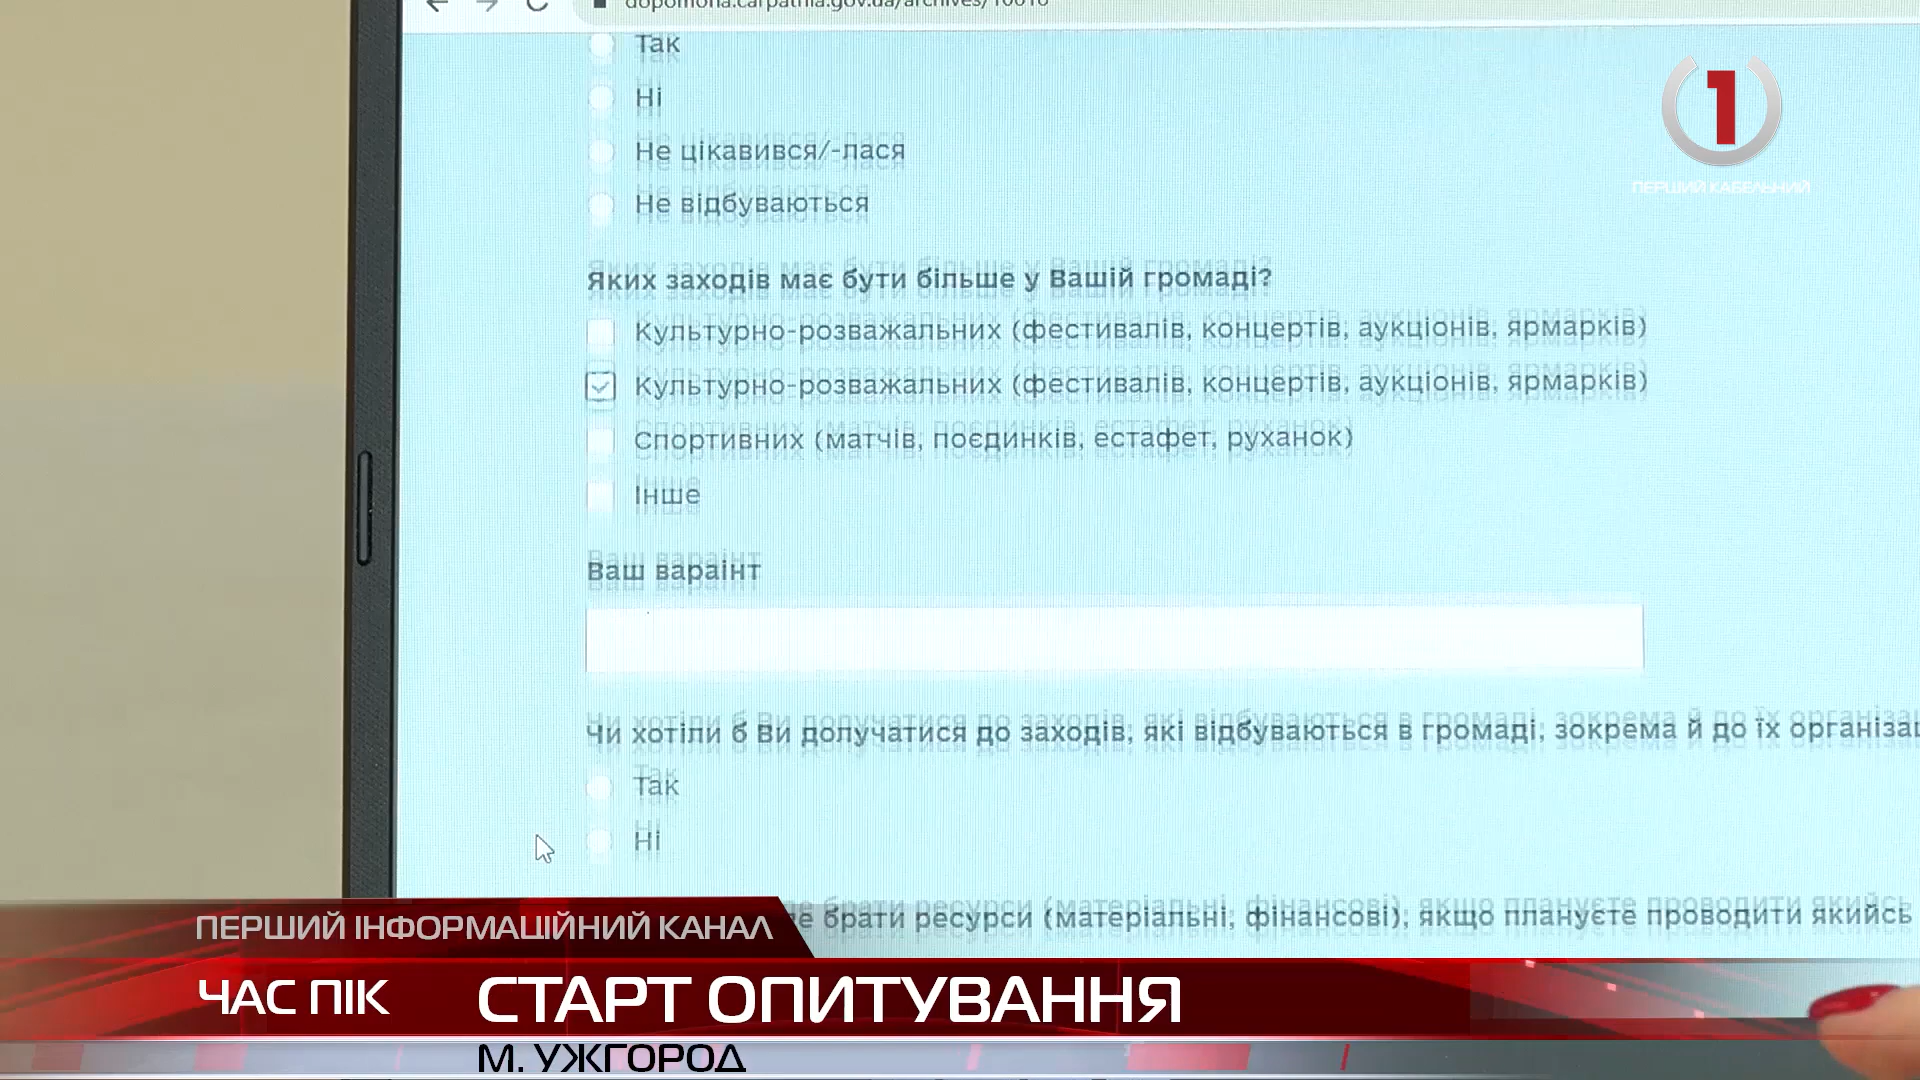 dopomoha.carpathia.gov.ua/archives/10010
Так
Ні
Не цікавився/-лася
Не відбуваються
Яких заходів має бути більше у Вашій громаді?
Культурно-розважальних (фестивалів, концертів, аукціонів, ярмарків)
Культурно-розважальних (фестивалів, концертів, аукціонів, ярмарків)
Спортивних (матчів, поєдинків, естафет, руханок)
Інше
Ваш вараінт
Чи хотіли б Ви долучатися до заходів, які відбуваються в громаді, зокрема й до їх
Так
Ні
брати ресурси (матеріальні, фінансові), якщо плануєте проводити якийсь
1
ПЕРШИЙ КАБЕЛЬНИЙ
ПЕРШИЙ ІНФОРМАЦІЙНИЙ КАНАЛ
ЧАС ПІК
СТАРТ ОПИТУВАННЯ
М. УЖГОРОД